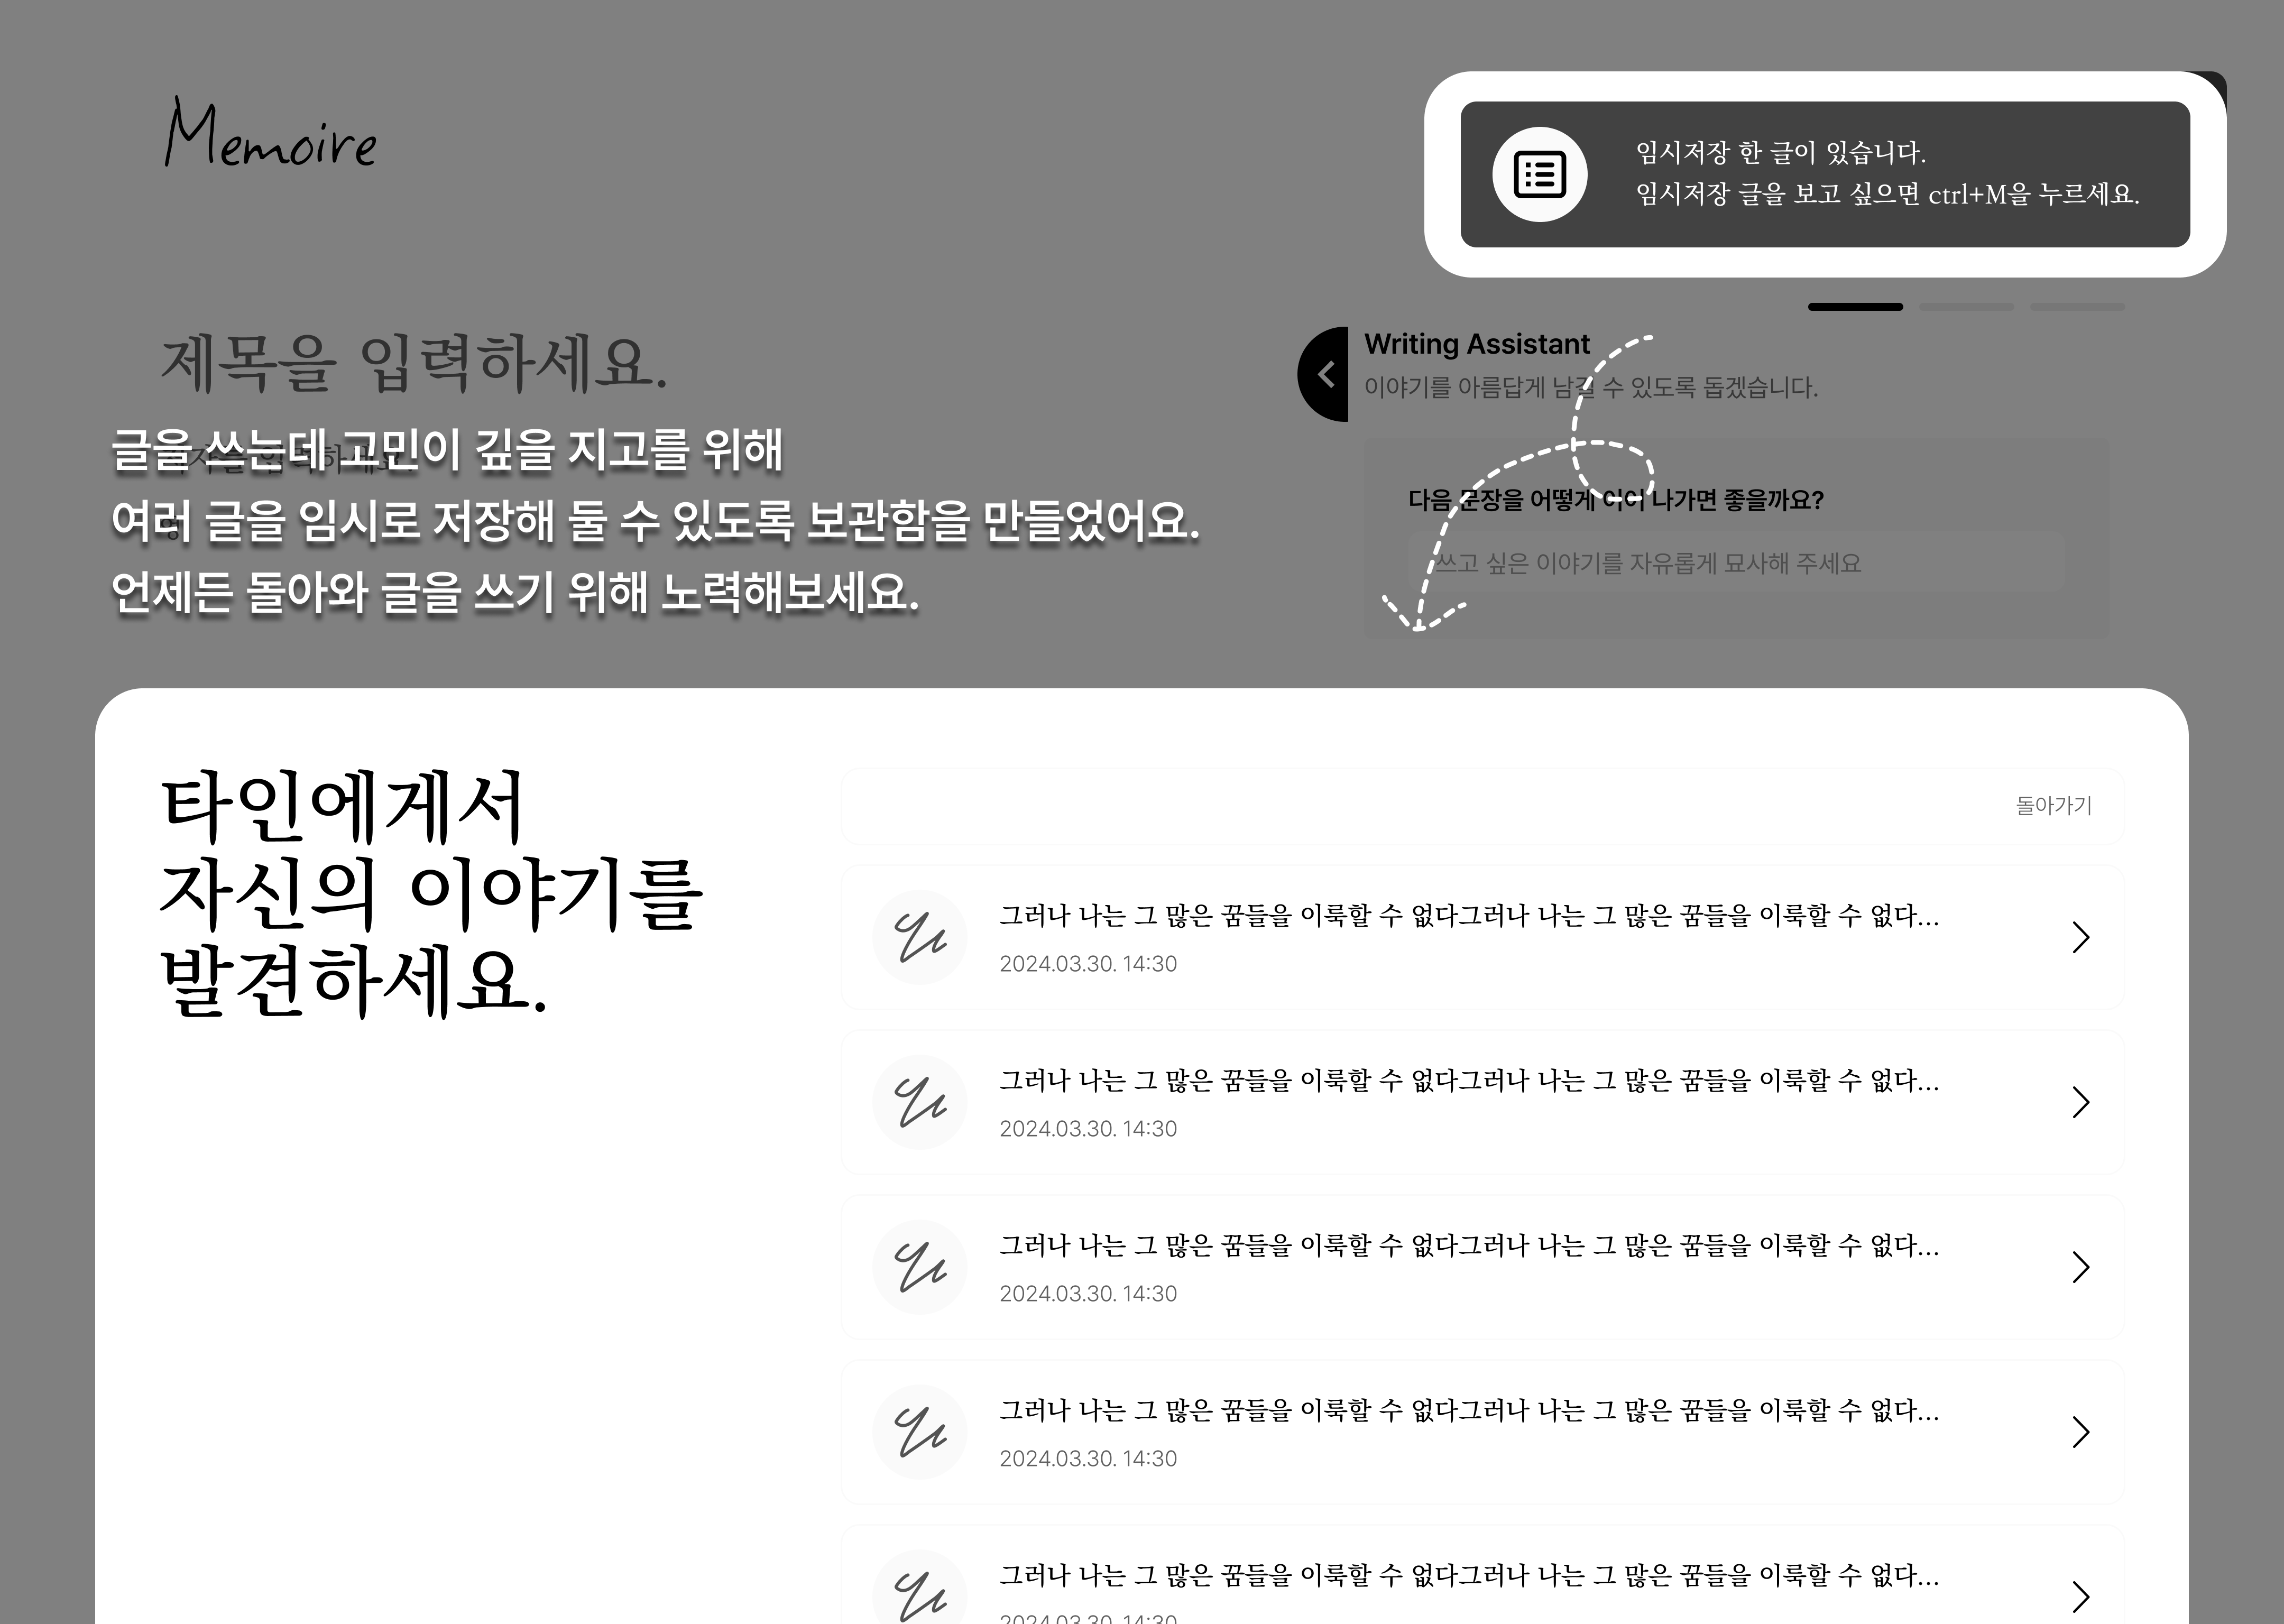 Memoire
임시저장 한 글이 있습니다.
임시저장 글을 보고 싶으면 ctrl+M을 누르세요.
제목을 입력하세요.
Writing Assistant
이야기를 아름답게 남길 수 있도록 돕겠습니다.
글을 쓰는데 고민이 깊을 지고를 위해
여러 글을 임시로 저장해 둘 수 있도록 보관함을 만들었어요.
언제든 돌아와 글을 쓰기 위해 노력해보세요.
다음 문장을 어떻게 이어 나가면 좋을까요?
쓰고 싶은 이야기를 자유롭게 묘사해 주세요
타인에게서
자신의 이야기를
발견하세요.
돌아가기
그러나 나는 그 많은 꿈들을 이룩할 수 없다그러나 나는 그 많은 꿈들을 이룩할 수 없다...
2024.03.30. 14:30
그러나 나는 그 많은 꿈들을 이룩할 수 없다그러나 나는 그 많은 꿈들을 이룩할 수 없다...
2024.03.30. 14:30
그러나 나는 그 많은 꿈들을 이룩할 수 없다그러나 나는 그 많은 꿈들을 이룩할 수 없다...
2024.03.30. 14:30
그러나 나는 그 많은 꿈들을 이룩할 수 없다그러나 나는 그 많은 꿈들을 이룩할 수 없다...
2024.03.30. 14:30
그러나 나는 그 많은 꿈들을 이룩할 수 없다그러나 나는 그 많은 꿈들을 이룩할 수 없다...
2024.03.30. 14:30